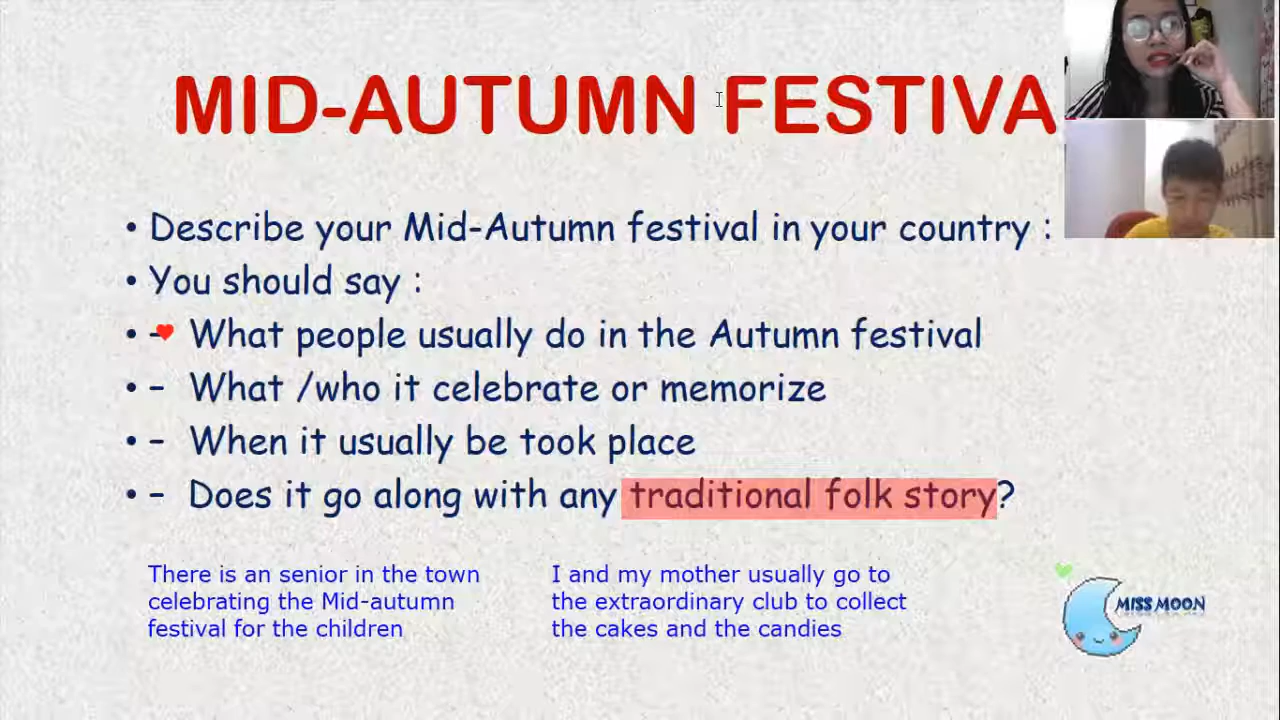 MID-AUTUMN FESTIVA
• Describe your Mid-Autumn festival in your country :
• You should say :
• – What people usually do in the Autumn festival
• – What /who it celebrate or memorize
• – When it usually be took place
• – Does it go along with any traditional folk story?
There is an senior in the town
celebrating the Mid-autumn
festival for the children
I and my mother usually go to
the extraordinary club to collect
the cakes and the candies
MISS MOON